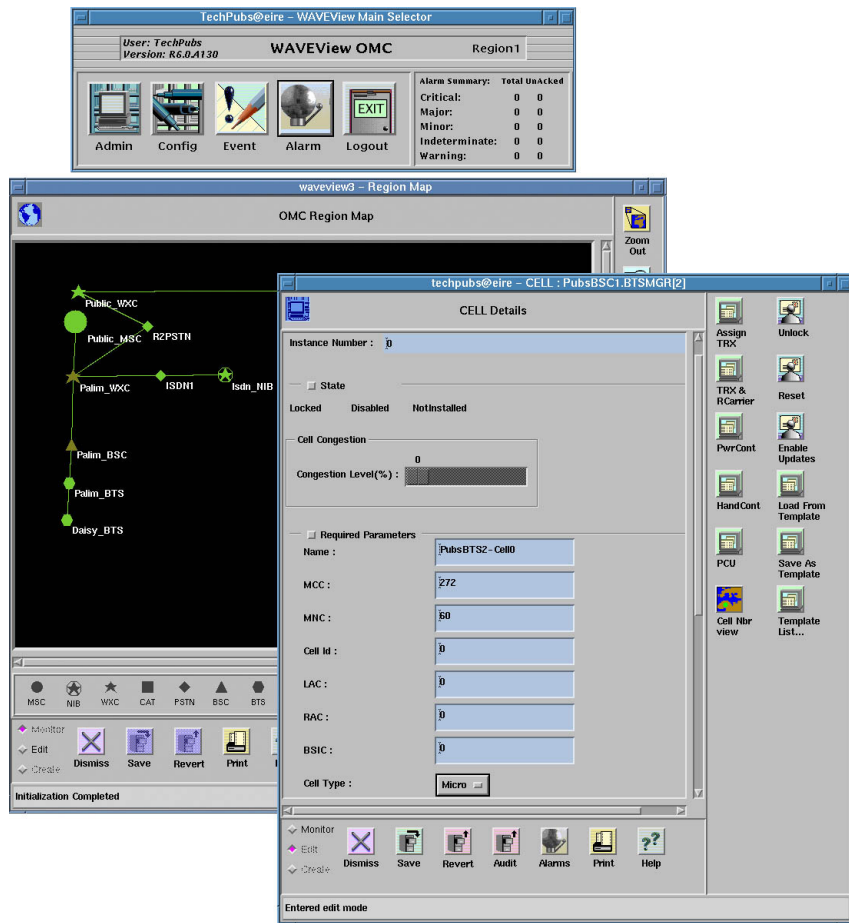 TechPubs@eire – WAVEView Main Selector
User: TechPubs
Version: R6.0.A130
WAVEView OMC
Region1
Admin Config Event Alarm Logout
EXIT
Alarm Summary: Total UnAcked
Critical: 0 0
Major: 0 0
Minor: 0 0
Indeterminate: 0 0
Warning: 0 0
waveview3 – Region Map
OMC Region Map
Zoom Out
Public_WXC
Public_MSC
R2PSTN
Palim_WXC
ISDN1
Isdn_NIB
Palim_BSC
Palim_BTS
Daisy_BTS
MSC NIB WXC CAT PSTN BSC BTS
Monitor
Edit
Create
Dismiss Save Revert Print
Initialization Completed
techpubs@eire – CELL : PubsBSC1.BTSMGR[2]
CELL Details
Instance Number : 0
State
Locked Disabled NotInstalled
Cell Congestion
0
Congestion Level(%) :
Required Parameters
Name : PubsBTS2-Cell0
MCC : 272
MNC : 60
Cell Id : 0
LAC : 0
RAC : 0
BSIC : 0
Cell Type : Micro
Assign TRX
Unlock
TRX & RCarrier
Reset
PwrCont
Enable Updates
HandCont
Load From Template
PCU
Save As Template
Cell Nbr view
Template List...
Monitor
Edit
Create
Dismiss Save Revert Audit Alarms Print Help
??
Entered edit mode